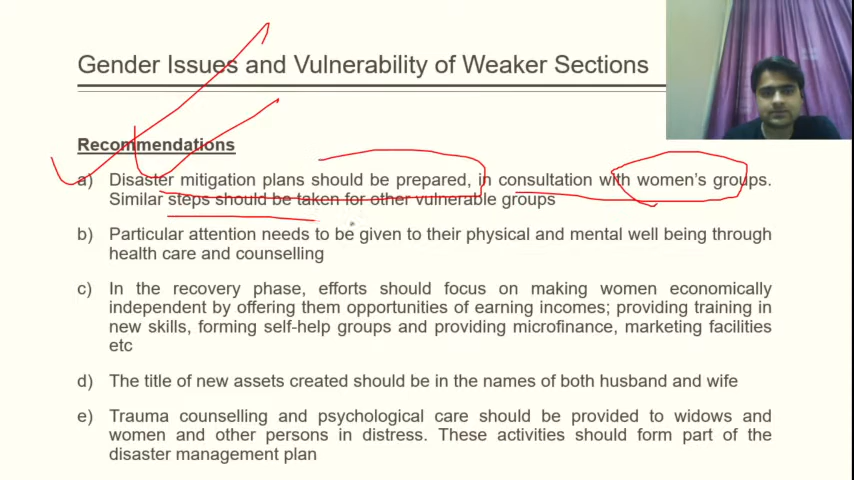 Gender Issues and Vulnerability of Weaker Sections
Recommendations
a) Disaster mitigation plans should be prepared, in consultation with women's groups.
Similar steps should be taken for other vulnerable groups
b) Particular attention needs to be given to their physical and mental well being through
health care and counselling
c) In the recovery phase, efforts should focus on making women economically
independent by offering them opportunities of earning incomes; providing training in
new skills, forming self-help groups and providing microfinance, marketing facilities
etc
d) The title of new assets created should be in the names of both husband and wife
e) Trauma counselling and psychological care should be provided to widows and
women and other persons in distress. These activities should form part of the
disaster management plan